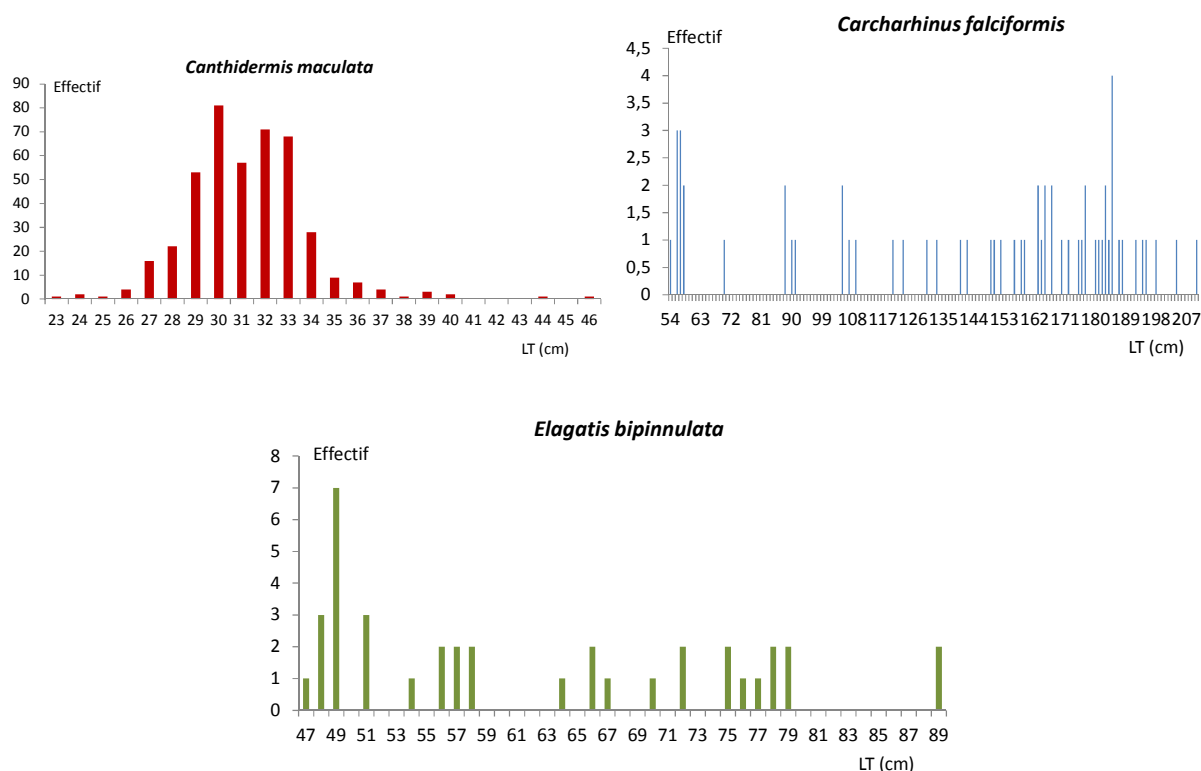 Canthidermis maculata
Effectif
90
80
70
60
50
40
30
20
10
0
23 24 25 26 27 28 29 30 31 32 33 34 35 36 37 38 39 40 41 42 43 44 45 46
LT (cm)
Carcharhinus falciformis
Effectif
4,5
4
3,5
3
2,5
2
1,5
1
0,5
0
54 63 72 81 90 99 108 117 126 135 144 153 162 171 180 189 198 207
LT (cm)
Elagatis bipinnulata
Effectif
8
7
6
5
4
3
2
1
0
47 49 51 53 55 57 59 61 63 65 67 69 71 73 75 77 79 81 83 85 87 89
LT (cm)